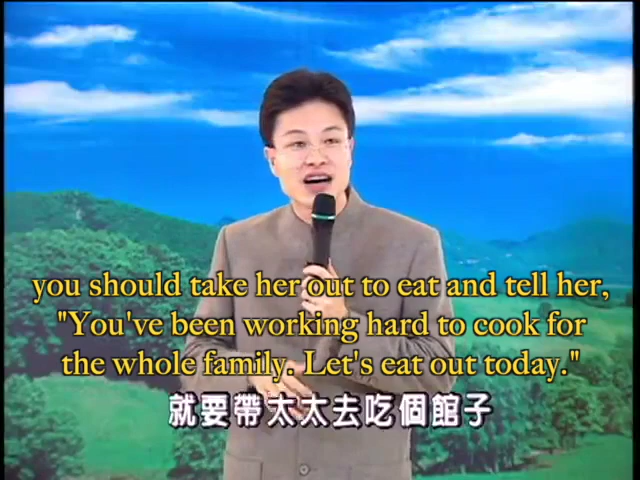 you should take her out to eat and tell her,
"You've been working hard to cook for
the whole family. Let's eat out today."
就要帶太太去吃個館子